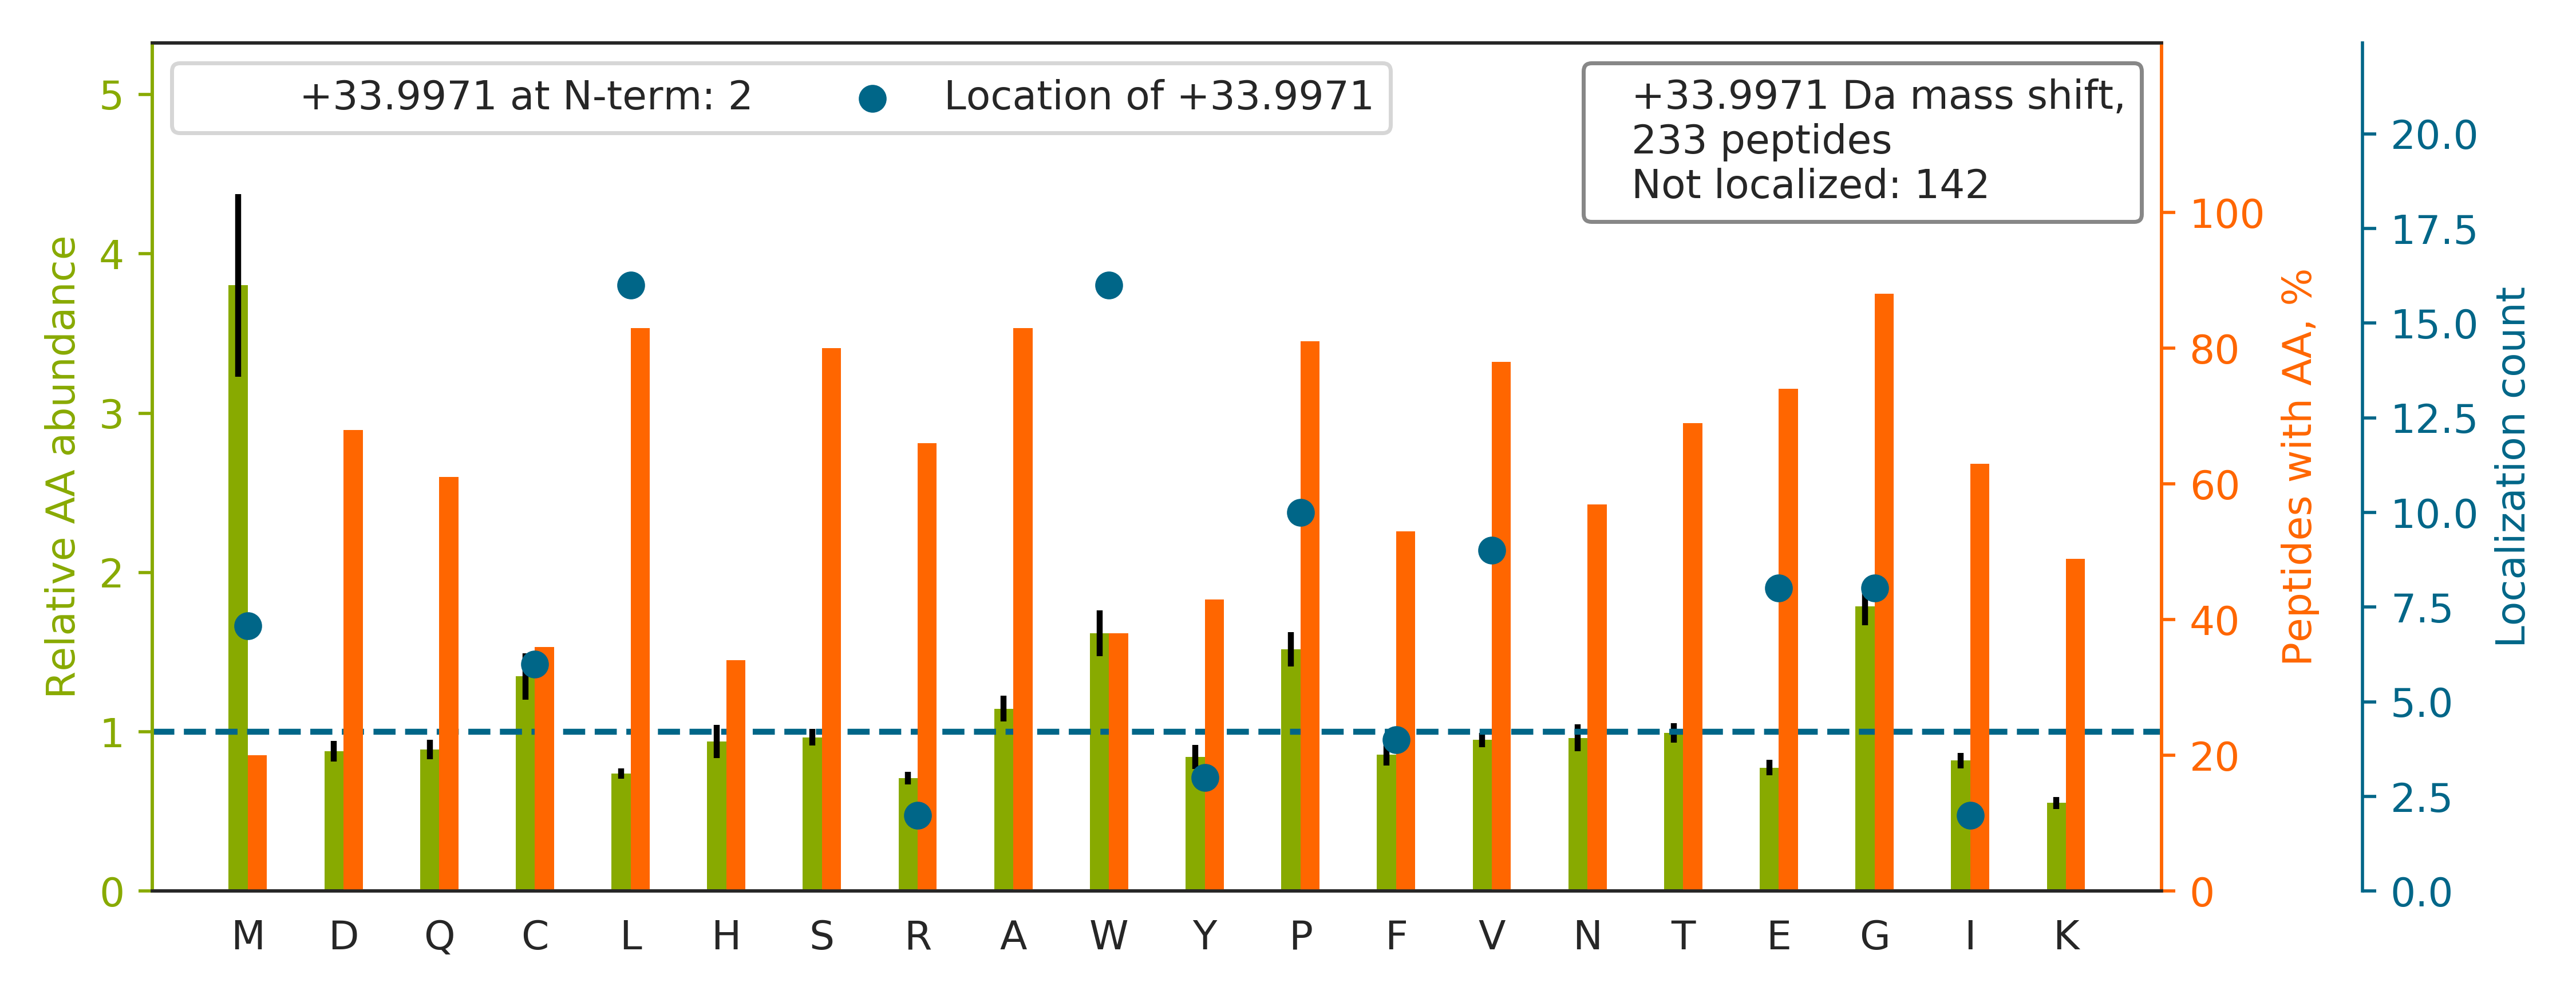 +33.9971 at N-term: 2
Location of +33.9971
+33.9971 Da mass shift,
233 peptides
Not localized: 142
Relative AA abundance
5
4
3
2
1
0
Peptides with AA, %
100
80
60
40
20
0
Localization count
20.0
17.5
15.0
12.5
10.0
7.5
5.0
2.5
0.0
M D Q C L H S R A W Y P F V N T E G I K